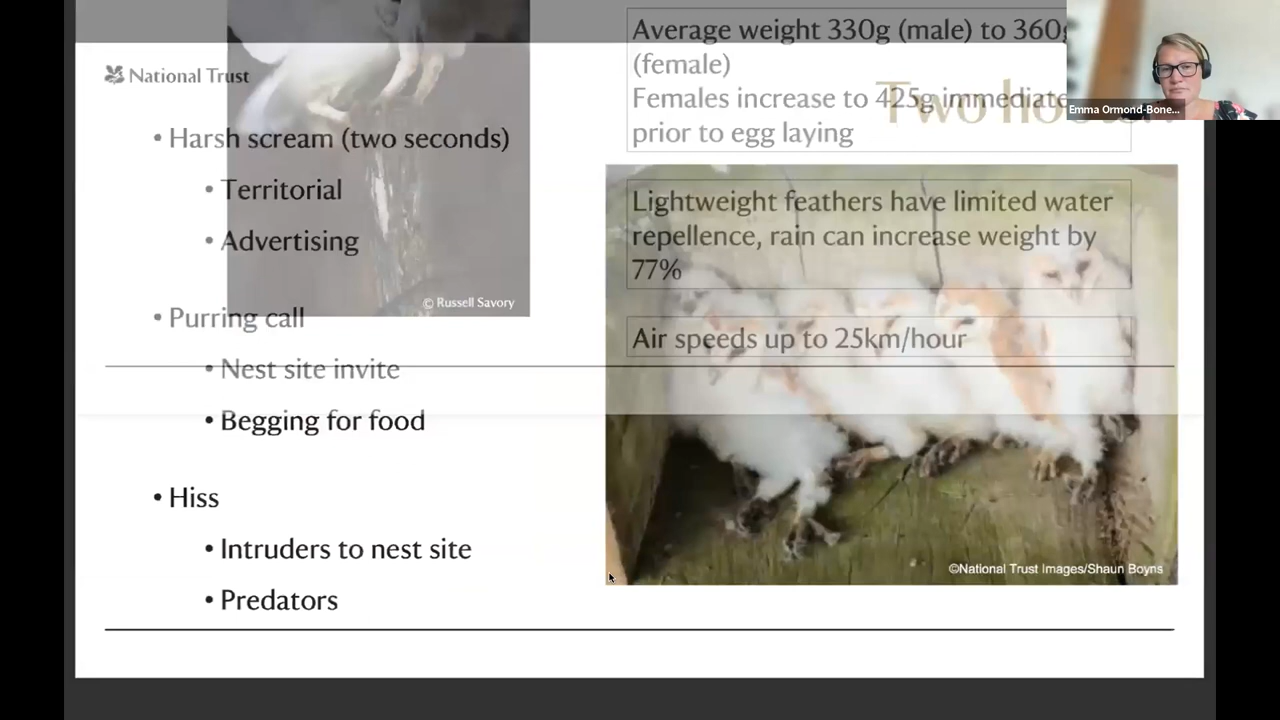 National Trust
Average weight 330g (male) to 360g
(female)
Females increase to 425g immediate
prior to egg laying
Two
Emma Ormond-Bone...
• Harsh scream (two seconds)
• Territorial
• Advertising
© Russell Savory
Lightweight feathers have limited water
repellence, rain can increase weight by
77%
Air speeds up to 25km/hour
• Purring call
• Nest site invite
• Begging for food
• Hiss
• Intruders to nest site
• Predators
©National Trust Images/Shaun Boyns